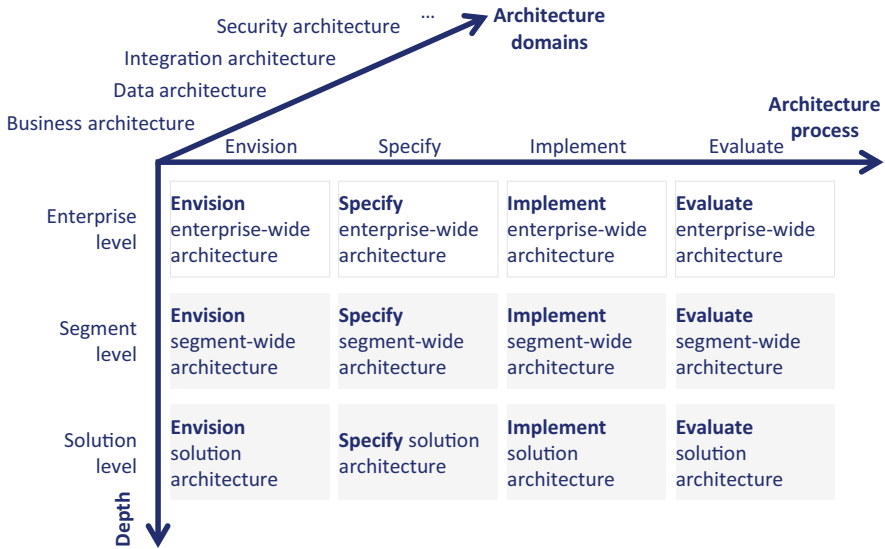 Security architecture
...
Architecture
domains
Integration architecture
Data architecture
Business architecture
Architecture
process
Envision
Specify
Implement
Evaluate
Enterprise
level
Envision
enterprise-wide
architecture
Specify
enterprise-wide
architecture
Implement
enterprise-wide
architecture
Evaluate
enterprise-wide
architecture
Segment
level
Envision
segment-wide
architecture
Specify
segment-wide
architecture
Implement
segment-wide
architecture
Evaluate
segment-wide
architecture
Solution
level
Envision
solution
architecture
Specify solution
architecture
Implement
solution
architecture
Evaluate
solution
architecture
Depth